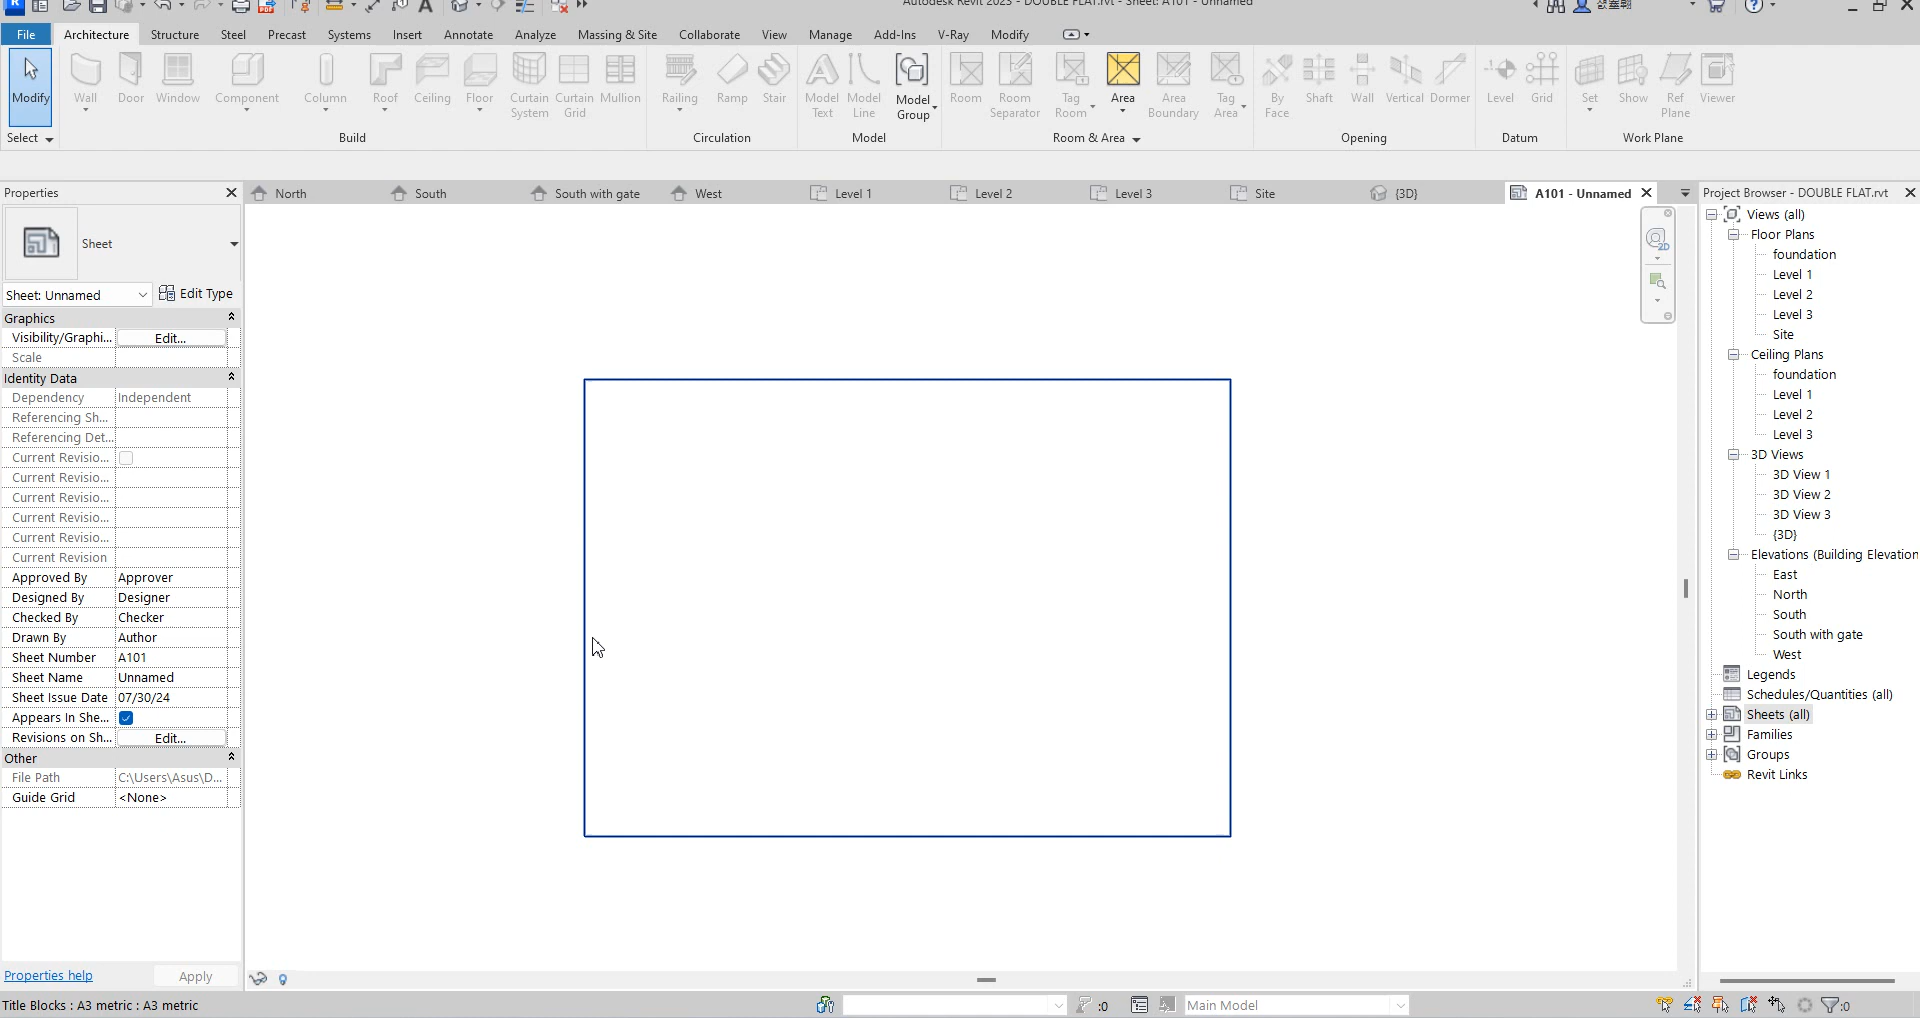 Autodesk Revit 2025 - DOUBLE FLAT.rvt - Sheet: A101 - Unnamed
File Architecture Structure Steel Precast Systems Insert Annotate Analyze Massing & Site Collaborate View Manage Add-Ins V-Ray Modify
Modify Wall Door Window Component Column Roof Ceiling Floor Curtain System Curtain Grid Mullion Railing Ramp Stair Model Text Model Line Model Group Room Room Separator Tag Room Area Area Boundary Tag Area By Face Shaft Wall Vertical Dormer Level Grid Set Show Ref Plane Viewer
Select Build Circulation Model Room & Area Opening Datum Work Plane
Properties
North South South with gate West Level 1 Level 2 Level 3 Site {3D} A101 - Unnamed
Sheet
Sheet: Unnamed Edit Type
Graphics
Visibility/Graphi... Edit...
Scale
Identity Data
Dependency Independent
Referencing Sh...
Referencing Det...
Current Revisio...
Current Revisio...
Current Revisio...
Current Revisio...
Current Revisio...
Current Revision
Approved By Approver
Designed By Designer
Checked By Checker
Drawn By Author
Sheet Number A101
Sheet Name Unnamed
Sheet Issue Date 07/30/24
Appears In She...
Revisions on Sh... Edit...
Other
File Path C:\Users\Asus\D...
Guide Grid <None>
Properties help Apply
2D
Project Browser - DOUBLE FLAT.rvt
Views (all)
Floor Plans
foundation
Level 1
Level 2
Level 3
Site
Ceiling Plans
foundation
Level 1
Level 2
Level 3
3D Views
3D View 1
3D View 2
3D View 3
{3D}
Elevations (Building Elevation
East
North
South
South with gate
West
Legends
Schedules/Quantities (all)
Sheets (all)
Families
Groups
Revit Links
Title Blocks : A3 metric : A3 metric :0 Main Model :0